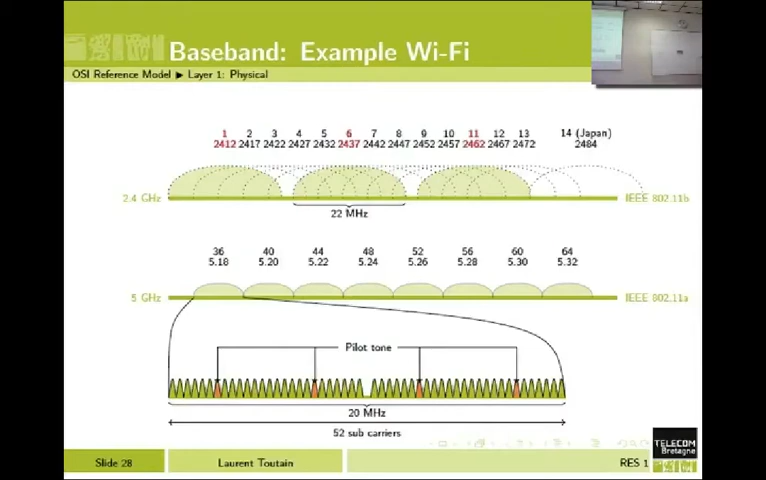 Baseband: Example Wi-Fi
OSI Reference Model ▶ Layer 1: Physical
1 2 3 4 5 6 7 8 9 10 11 12 13 14 (Japan)
2412 2417 2422 2427 2432 2437 2442 2447 2452 2457 2462 2467 2472 2484
2.4 GHz IEEE 802.11b
22 MHz
36 40 44 48 52 56 60 64
5.18 5.20 5.22 5.24 5.26 5.28 5.30 5.32
5 GHz IEEE 802.11a
Pilot tone
20 MHz
52 sub carriers
TELECOM
Bretagne
Slide 28 Laurent Toutain RES 1